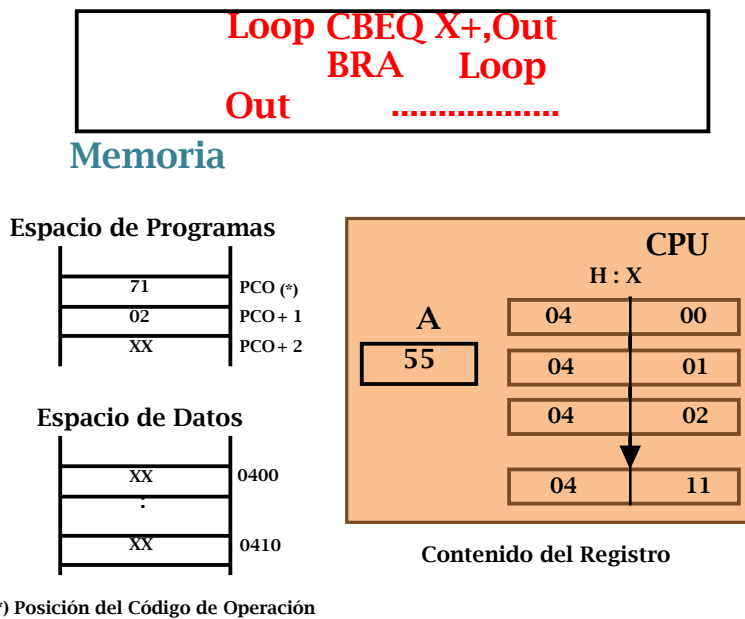 Loop CBEQ X+,Out
BRA Loop
Out ..................
Memoria
Espacio de Programas
71 PCO (*)
02 PCO+ 1
XX PCO+ 2
Espacio de Datos
XX 0400
:
XX 0410
CPU
H : X
A
55
04 00
04 01
04 02
04 11
Contenido del Registro
*) Posición del Código de Operación